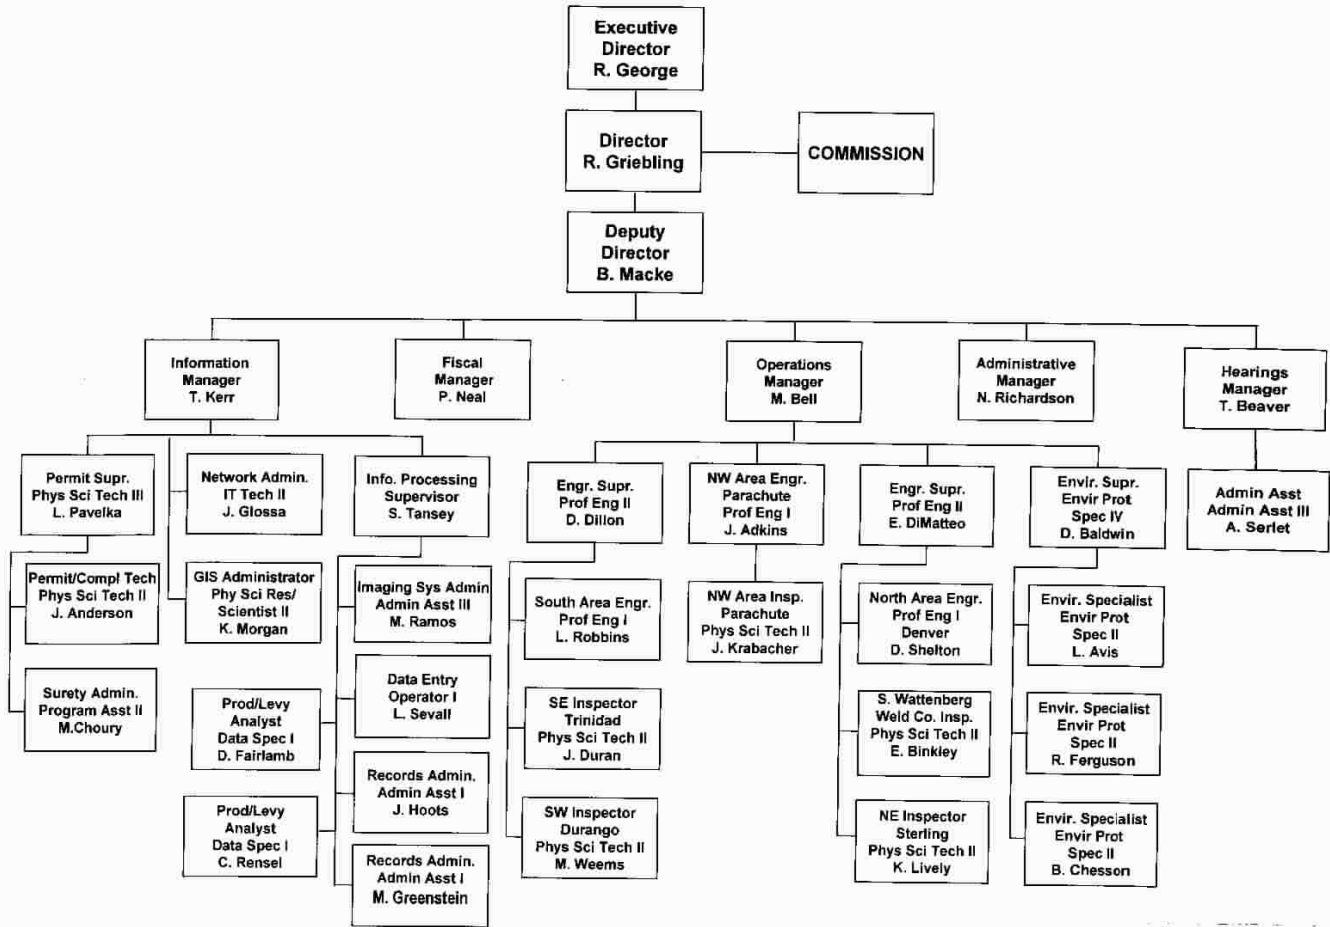 Executive
Director
R. George
Director
R. Griebling
COMMISSION
Deputy
Director
B. Macke
Information
Manager
T. Kerr
Fiscal
Manager
P. Neal
Operations
Manager
M. Bell
Administrative
Manager
N. Richardson
Hearings
Manager
T. Beaver
Permit Supr.
Phys Sci Tech III
L. Pavelka
Network Admin.
IT Tech II
J. Glossa
Info. Processing
Supervisor
S. Tansey
Engr. Supr.
Prof Eng II
D. Dillon
NW Area Engr.
Parachute
Prof Eng I
J. Adkins
Engr. Supr.
Prof Eng II
E. DiMatteo
Envir. Supr.
Envir Prot
Spec IV
D. Baldwin
Admin Asst
Admin Asst III
A. Serlet
Permit/Compl Tech
Phys Sci Tech II
J. Anderson
GIS Administrator
Phy Sci Res/
Scientist II
K. Morgan
Imaging Sys Admin
Admin Asst III
M. Ramos
South Area Engr.
Prof Eng I
L. Robbins
NW Area Insp.
Parachute
Phys Sci Tech II
J. Krabacher
North Area Engr.
Prof Eng I
Denver
D. Shelton
Envir. Specialist
Envir Prot
Spec II
L. Avis
Surety Admin.
Program Asst II
M.Choury
Prod/Levy
Analyst
Data Spec I
D. Fairlamb
Data Entry
Operator I
L. Sevall
SE Inspector
Trinidad
Phys Sci Tech II
J. Duran
S. Wattenberg
Weld Co. Insp.
Phys Sci Tech II
E. Binkley
Envir. Specialist
Envir Prot
Spec II
R. Ferguson
Prod/Levy
Analyst
Data Spec I
C. Rensel
Records Admin.
Admin Asst I
J. Hoots
SW Inspector
Durango
Phys Sci Tech II
M. Weems
NE Inspector
Sterling
Phys Sci Tech II
K. Lively
Envir. Specialist
Envir Prot
Spec II
B. Chesson
Records Admin.
Admin Asst I
M. Greenstein